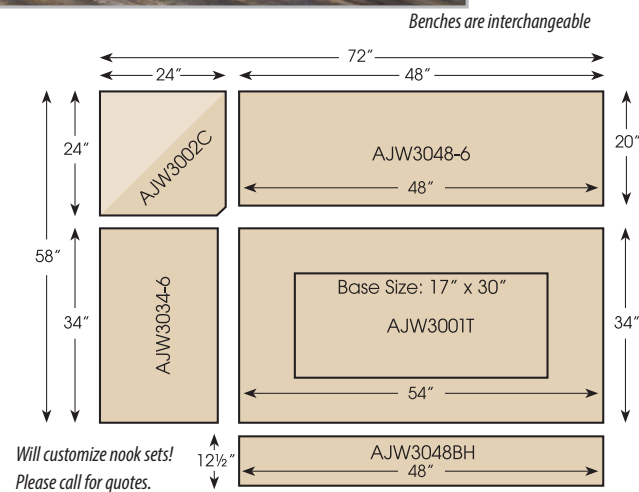 Benches are interchangeable
72"
24"
48"
24"
AJW3002C
AJW3048-6
48"
20"
58"
34"
AJW3034-6
Base Size: 17" x 30"
AJW3001T
54"
34"
Will customize nook sets!
Please call for quotes.
12½"
AJW3048BH
48"